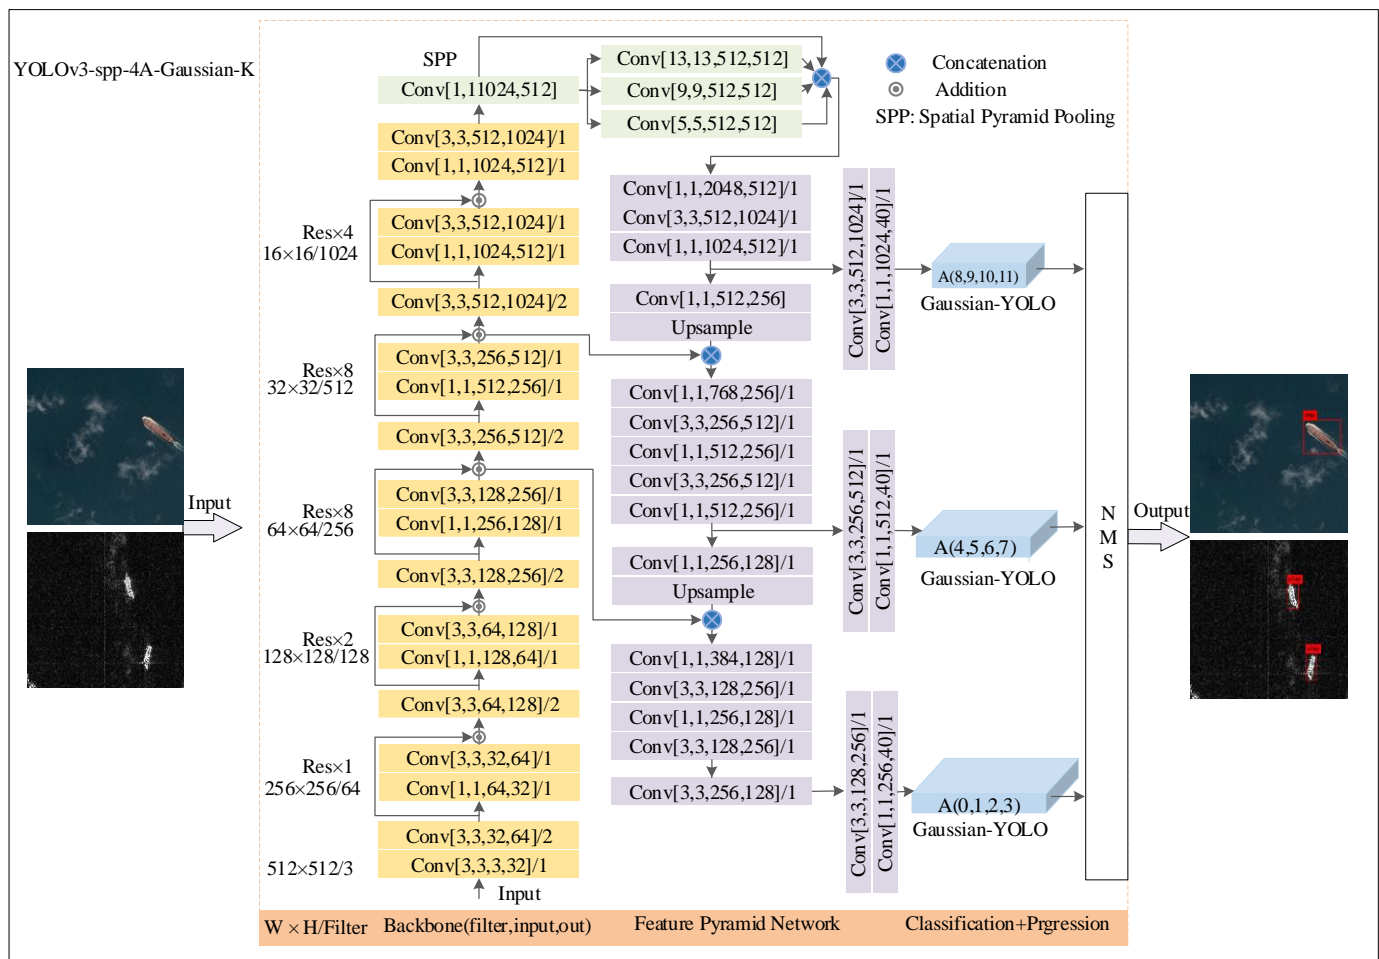 YOLOv3-spp-4A-Gaussian-K
SPP
Conv[1,11024,512]
Conv[3,3,512,1024]/1
Conv[1,1,1024,512]/1
Res×4
16×16/1024
Conv[3,3,512,1024]/1
Conv[1,1,1024,512]/1
Conv[3,3,512,1024]/2
Res×8
32×32/512
Conv[3,3,256,512]/1
Conv[1,1,512,256]/1
Conv[3,3,256,512]/2
Res×8
64×64/256
Conv[3,3,128,256]/1
Conv[1,1,256,128]/1
Conv[3,3,128,256]/2
Res×2
128×128/128
Conv[3,3,64,128]/1
Conv[1,1,128,64]/1
Conv[3,3,64,128]/2
Res×1
256×256/64
Conv[3,3,32,64]/1
Conv[1,1,64,32]/1
Conv[3,3,32,64]/2
512×512/3
Conv[3,3,3,32]/1
Input
Input
Conv[13,13,512,512]
Conv[9,9,512,512]
Conv[5,5,512,512]
Concatenation
Addition
SPP: Spatial Pyramid Pooling
Conv[1,1,2048,512]/1
Conv[3,3,512,1024]/1
Conv[1,1,1024,512]/1
Conv[1,1,512,256]
Upsample
Conv[1,1,768,256]/1
Conv[3,3,256,512]/1
Conv[1,1,512,256]/1
Conv[3,3,256,512]/1
Conv[1,1,512,256]/1
Conv[1,1,256,128]/1
Upsample
Conv[1,1,384,128]/1
Conv[3,3,128,256]/1
Conv[1,1,256,128]/1
Conv[3,3,128,256]/1
Conv[3,3,256,128]/1
Conv[3,3,512,1024]/1
Conv[1,1,1024,40]/1
A(8,9,10,11)
Gaussian-YOLO
Conv[3,3,256,512]/1
Conv[1,1,512,40]/1
A(4,5,6,7)
Gaussian-YOLO
Conv[3,3,128,256]/1
Conv[1,1,256,40]/1
A(0,1,2,3)
Gaussian-YOLO
N
M
S
Output
W × H/Filter
Backbone(filter,input,out)
Feature Pyramid Network
Classification+Prgression